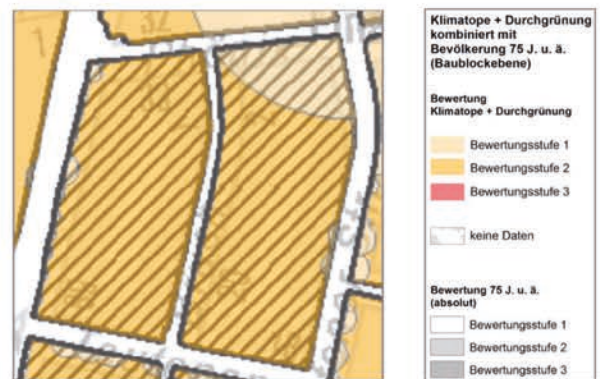 Klimatope + Durchgrünung
kombiniert mit
Bevölkerung 75 J. u. ä.
(Baublockebene)
Bewertung
Klimatope + Durchgrünung
Bewertungsstufe 1
Bewertungsstufe 2
Bewertungsstufe 3
keine Daten
Bewertung 75 J. u. ä.
(absolut)
Bewertungsstufe 1
Bewertungsstufe 2
Bewertungsstufe 3